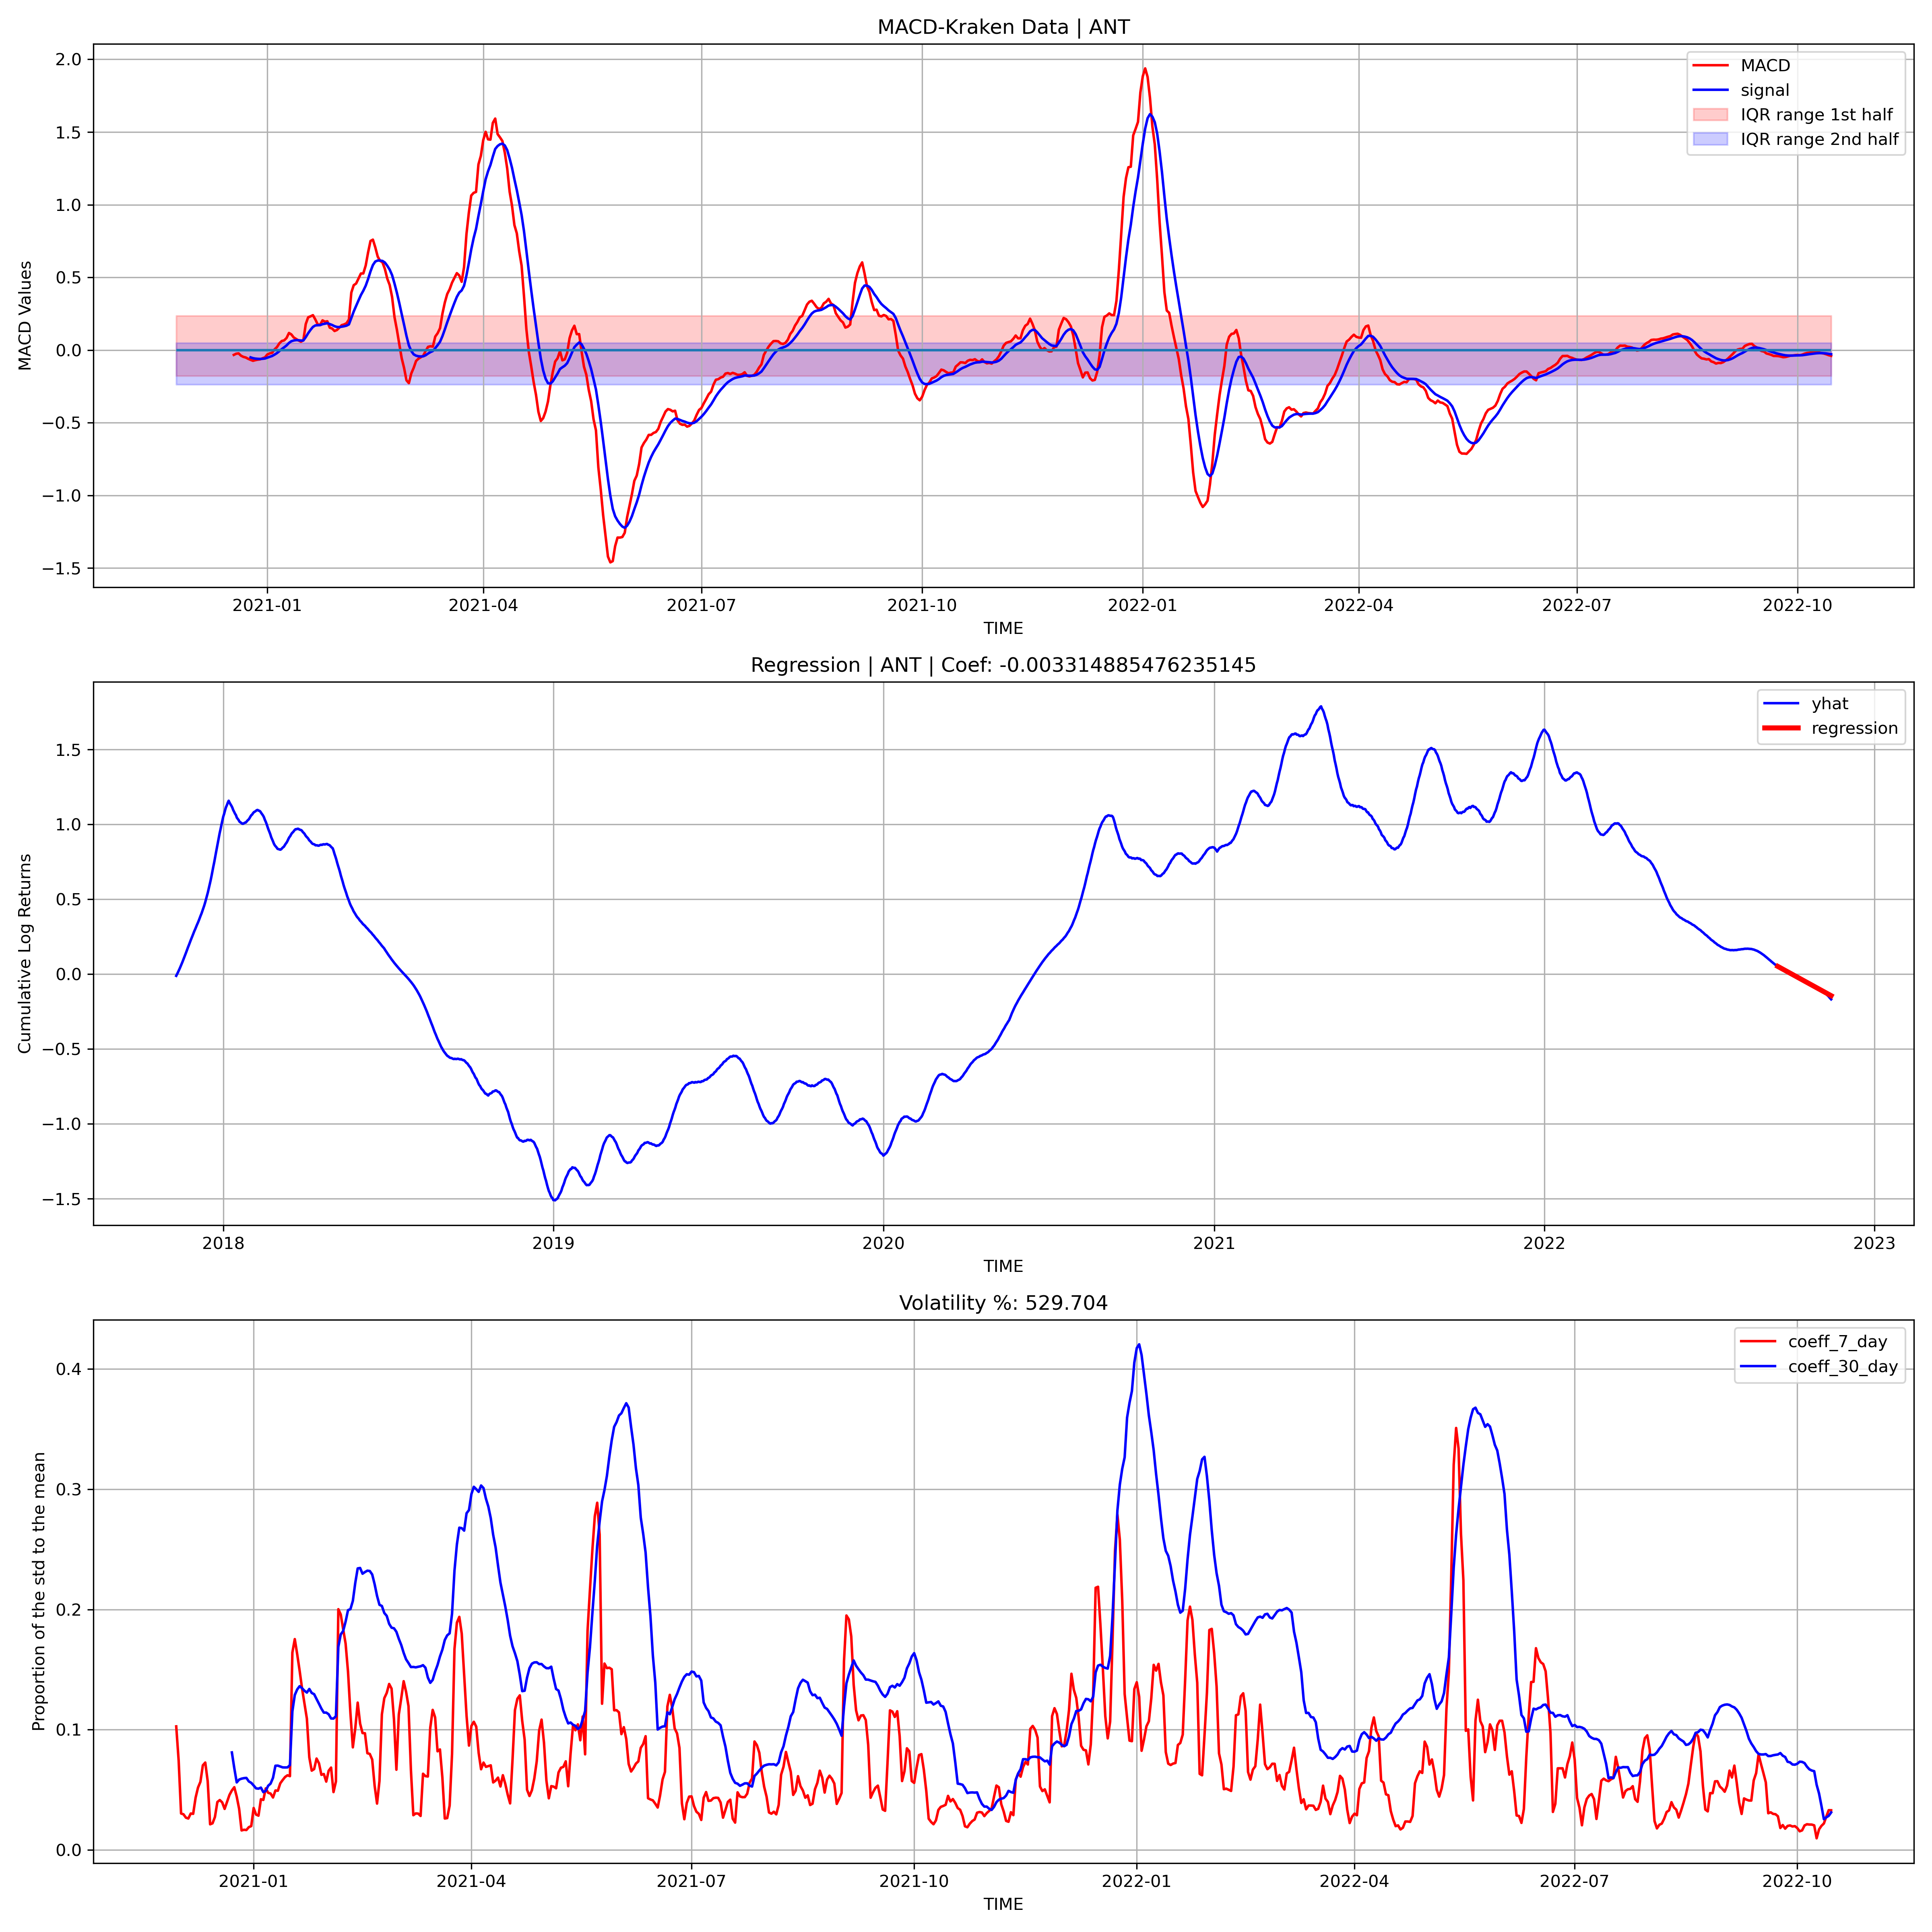 MACD-Kraken Data | ANT
MACD Values
2.0
1.5
1.0
0.5
0.0
−0.5
−1.0
−1.5
MACD
signal
IQR range 1st half
IQR range 2nd half
2021-01
2021-04
2021-07
2021-10
2022-01
2022-04
2022-07
2022-10
TIME
Regression | ANT | Coef: -0.003314885476235145
Cumulative Log Returns
1.5
1.0
0.5
0.0
−0.5
−1.0
−1.5
yhat
regression
2018
2019
2020
2021
2022
2023
TIME
Volatility %: 529.704
Proportion of the std to the mean
0.4
0.3
0.2
0.1
0.0
coeff_7_day
coeff_30_day
2021-01
2021-04
2021-07
2021-10
2022-01
2022-04
2022-07
2022-10
TIME